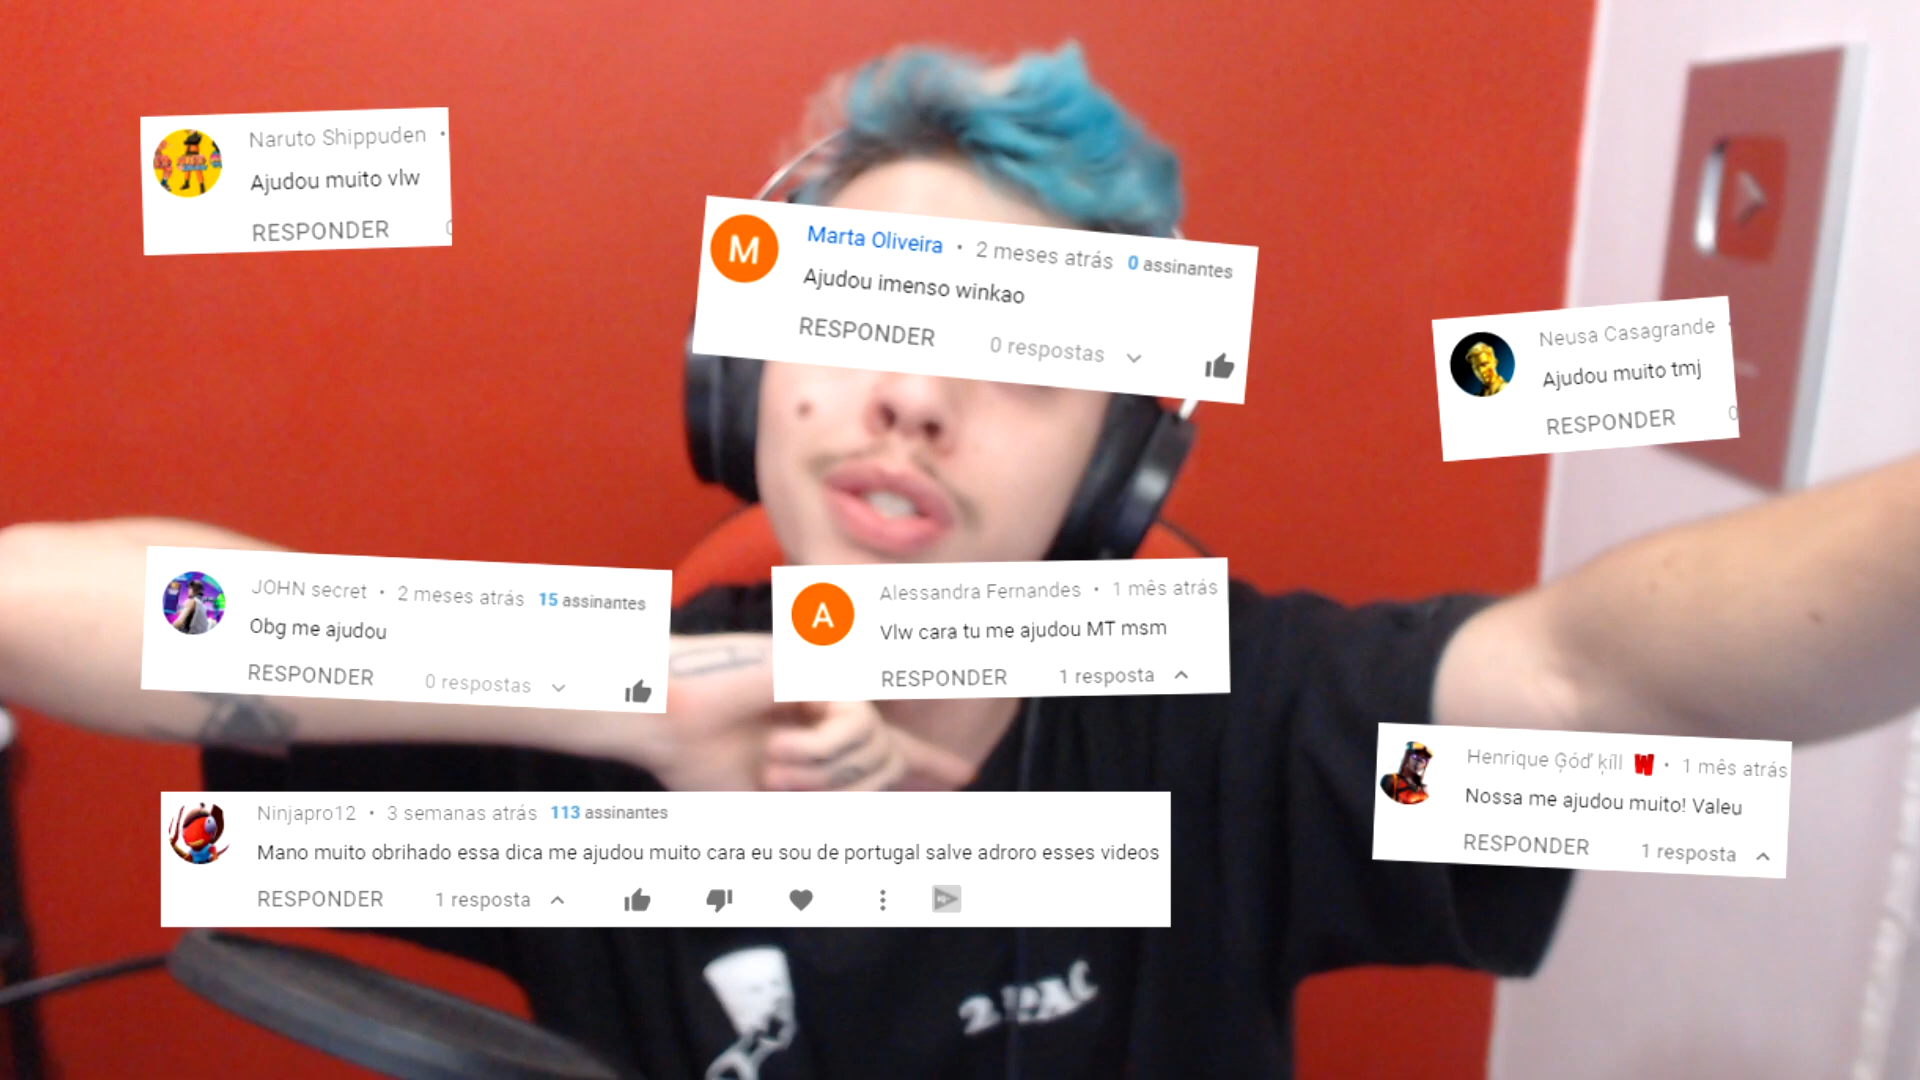 Naruto Shippuden •
Ajudou muito vlw
RESPONDER
M
Marta Oliveira • 2 meses atrás 0 assinantes
Ajudou imenso winkao
RESPONDER 0 respostas
Neusa Casagrande
Ajudou muito tmj
RESPONDER 0
JOHN secret • 2 meses atrás 15 assinantes
Obg me ajudou
RESPONDER 0 respostas
A
Alessandra Fernandes • 1 mês atrás
Vlw cara tu me ajudou MT msm
RESPONDER 1 resposta
Henrique Ģóď ķíll W • 1 mês atrás
Nossa me ajudou muito! Valeu
RESPONDER 1 resposta
Ninjapro12 • 3 semanas atrás 113 assinantes
Mano muito obrihado essa dica me ajudou muito cara eu sou de portugal salve adroro esses videos
RESPONDER 1 resposta
2PAC